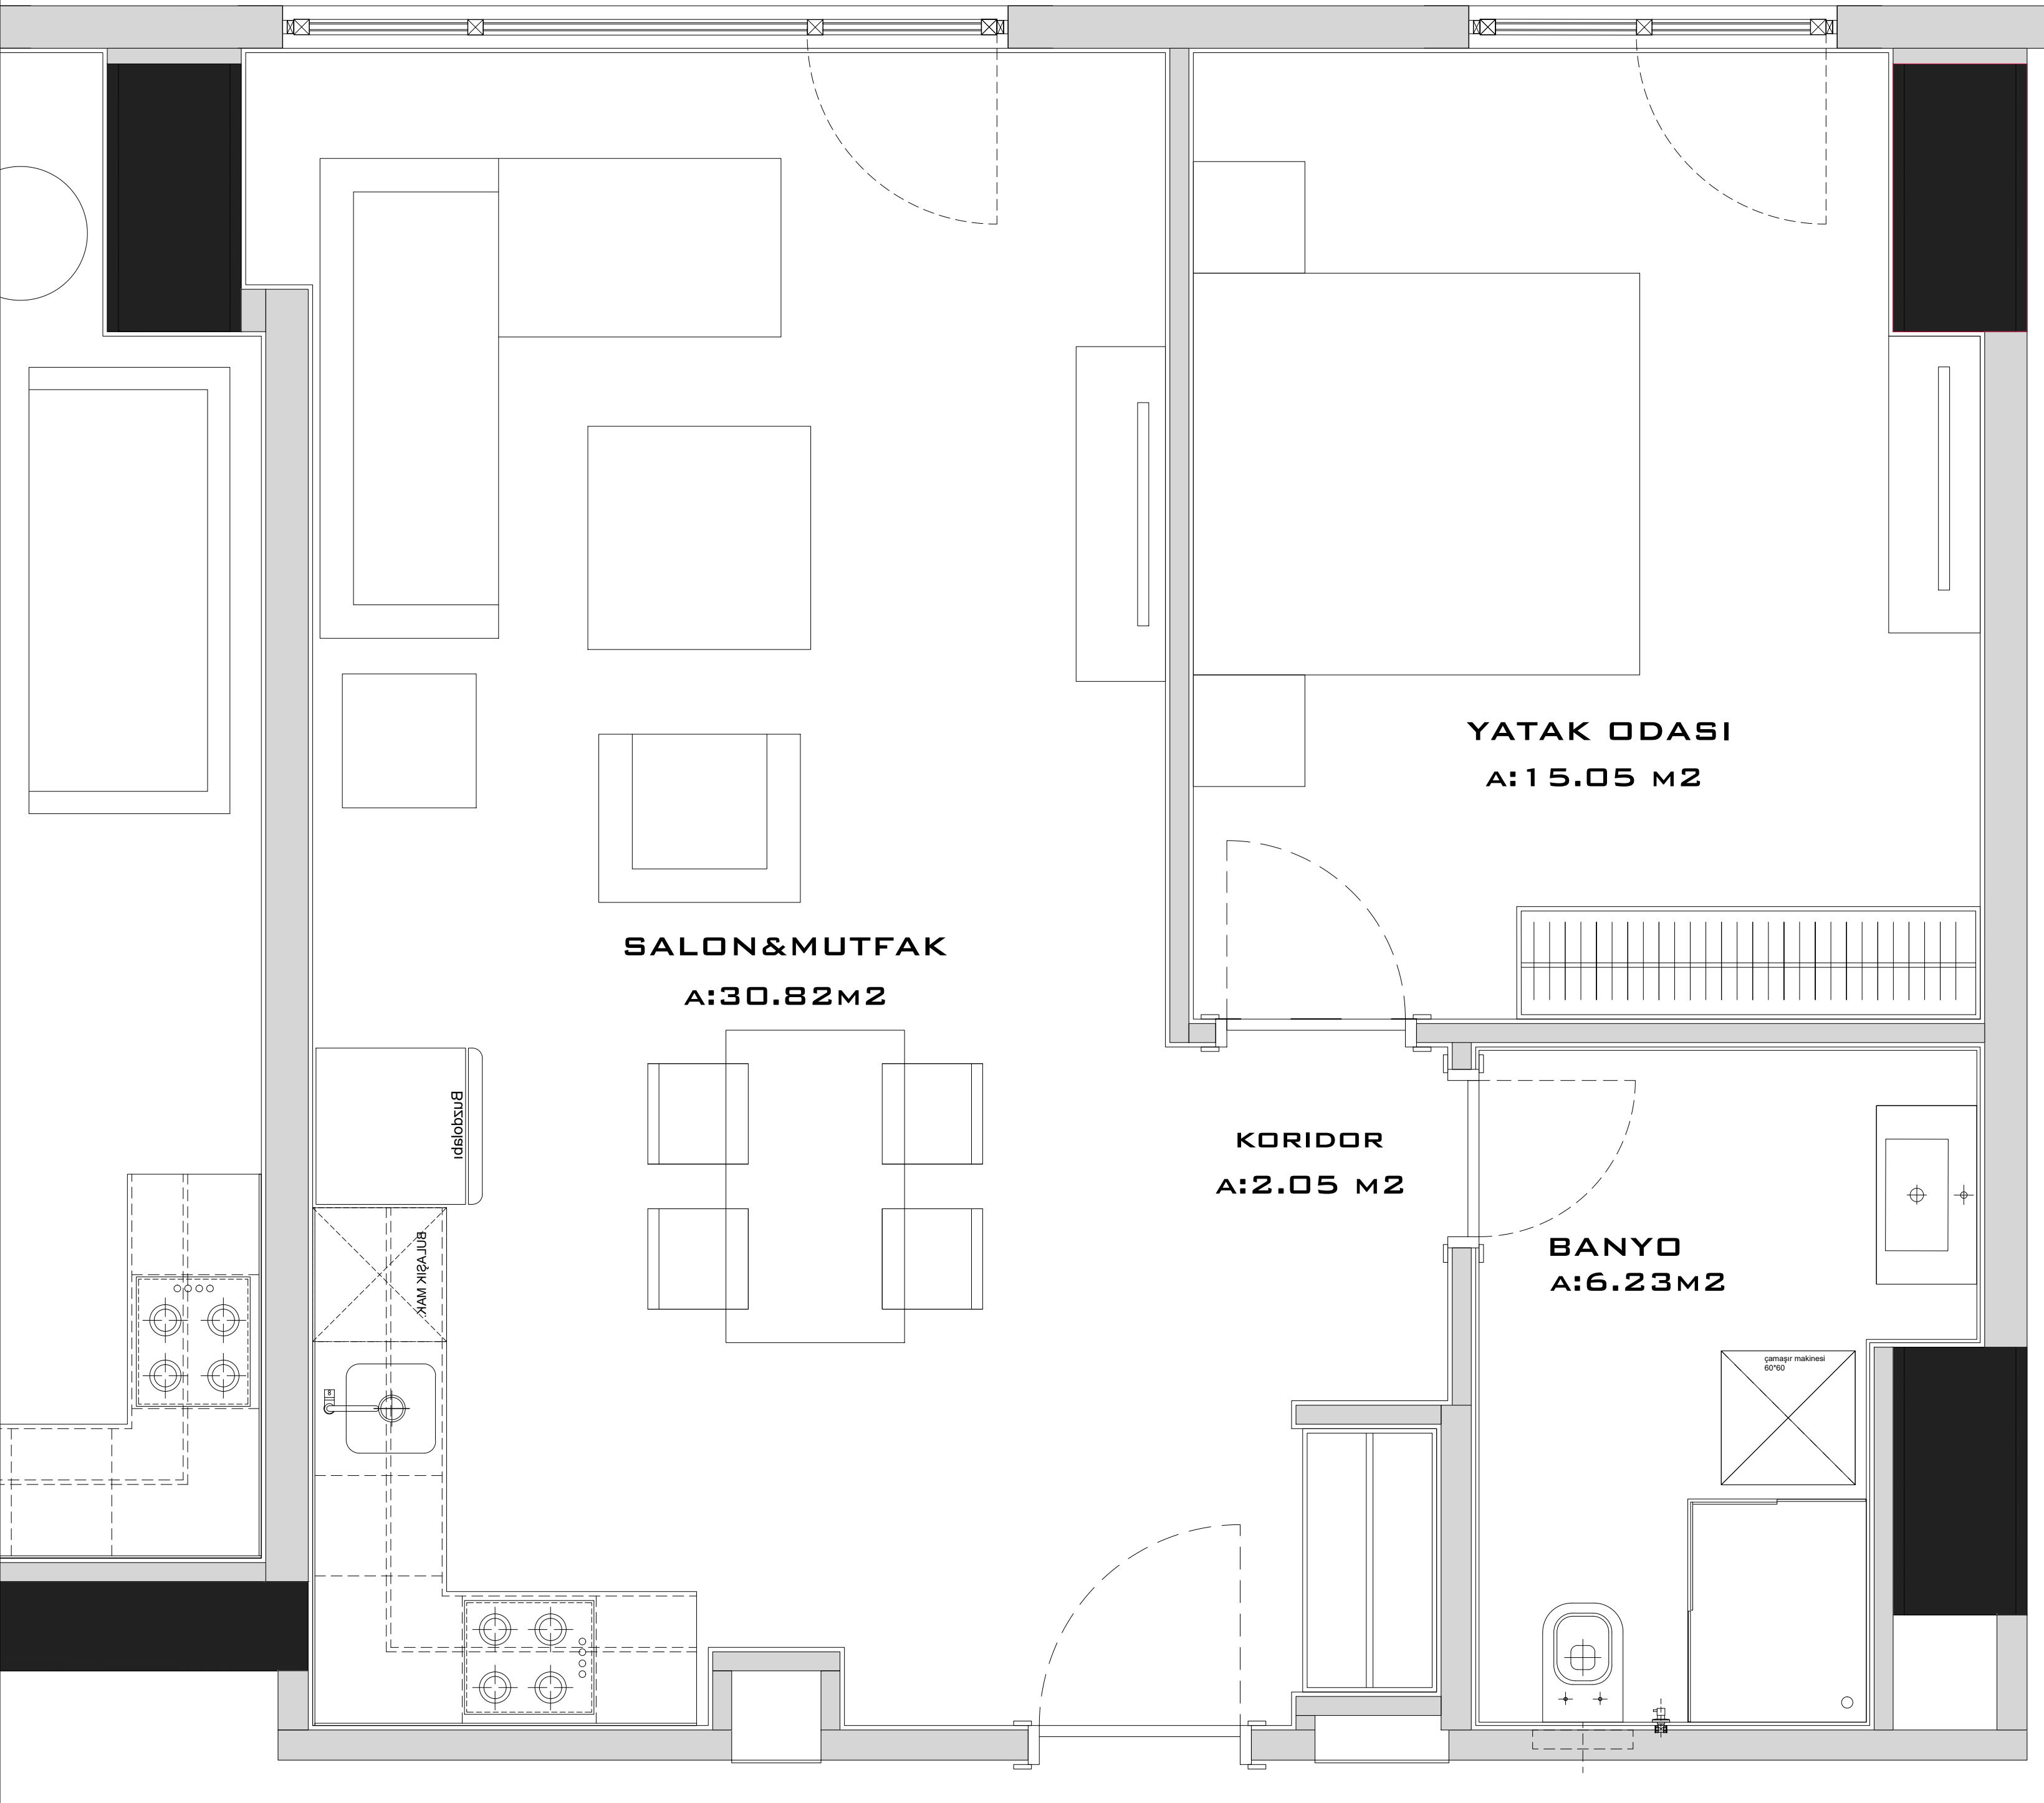 YATAK ODASI
A:15.05 M2
SALON&MUTFAK
A:30.82M2
Buzdolabı
KORIDOR
A:2.05 M2
BULAŞIK MAK.
BANYO
A:6.23M2
çamaşır makinesi
60*60